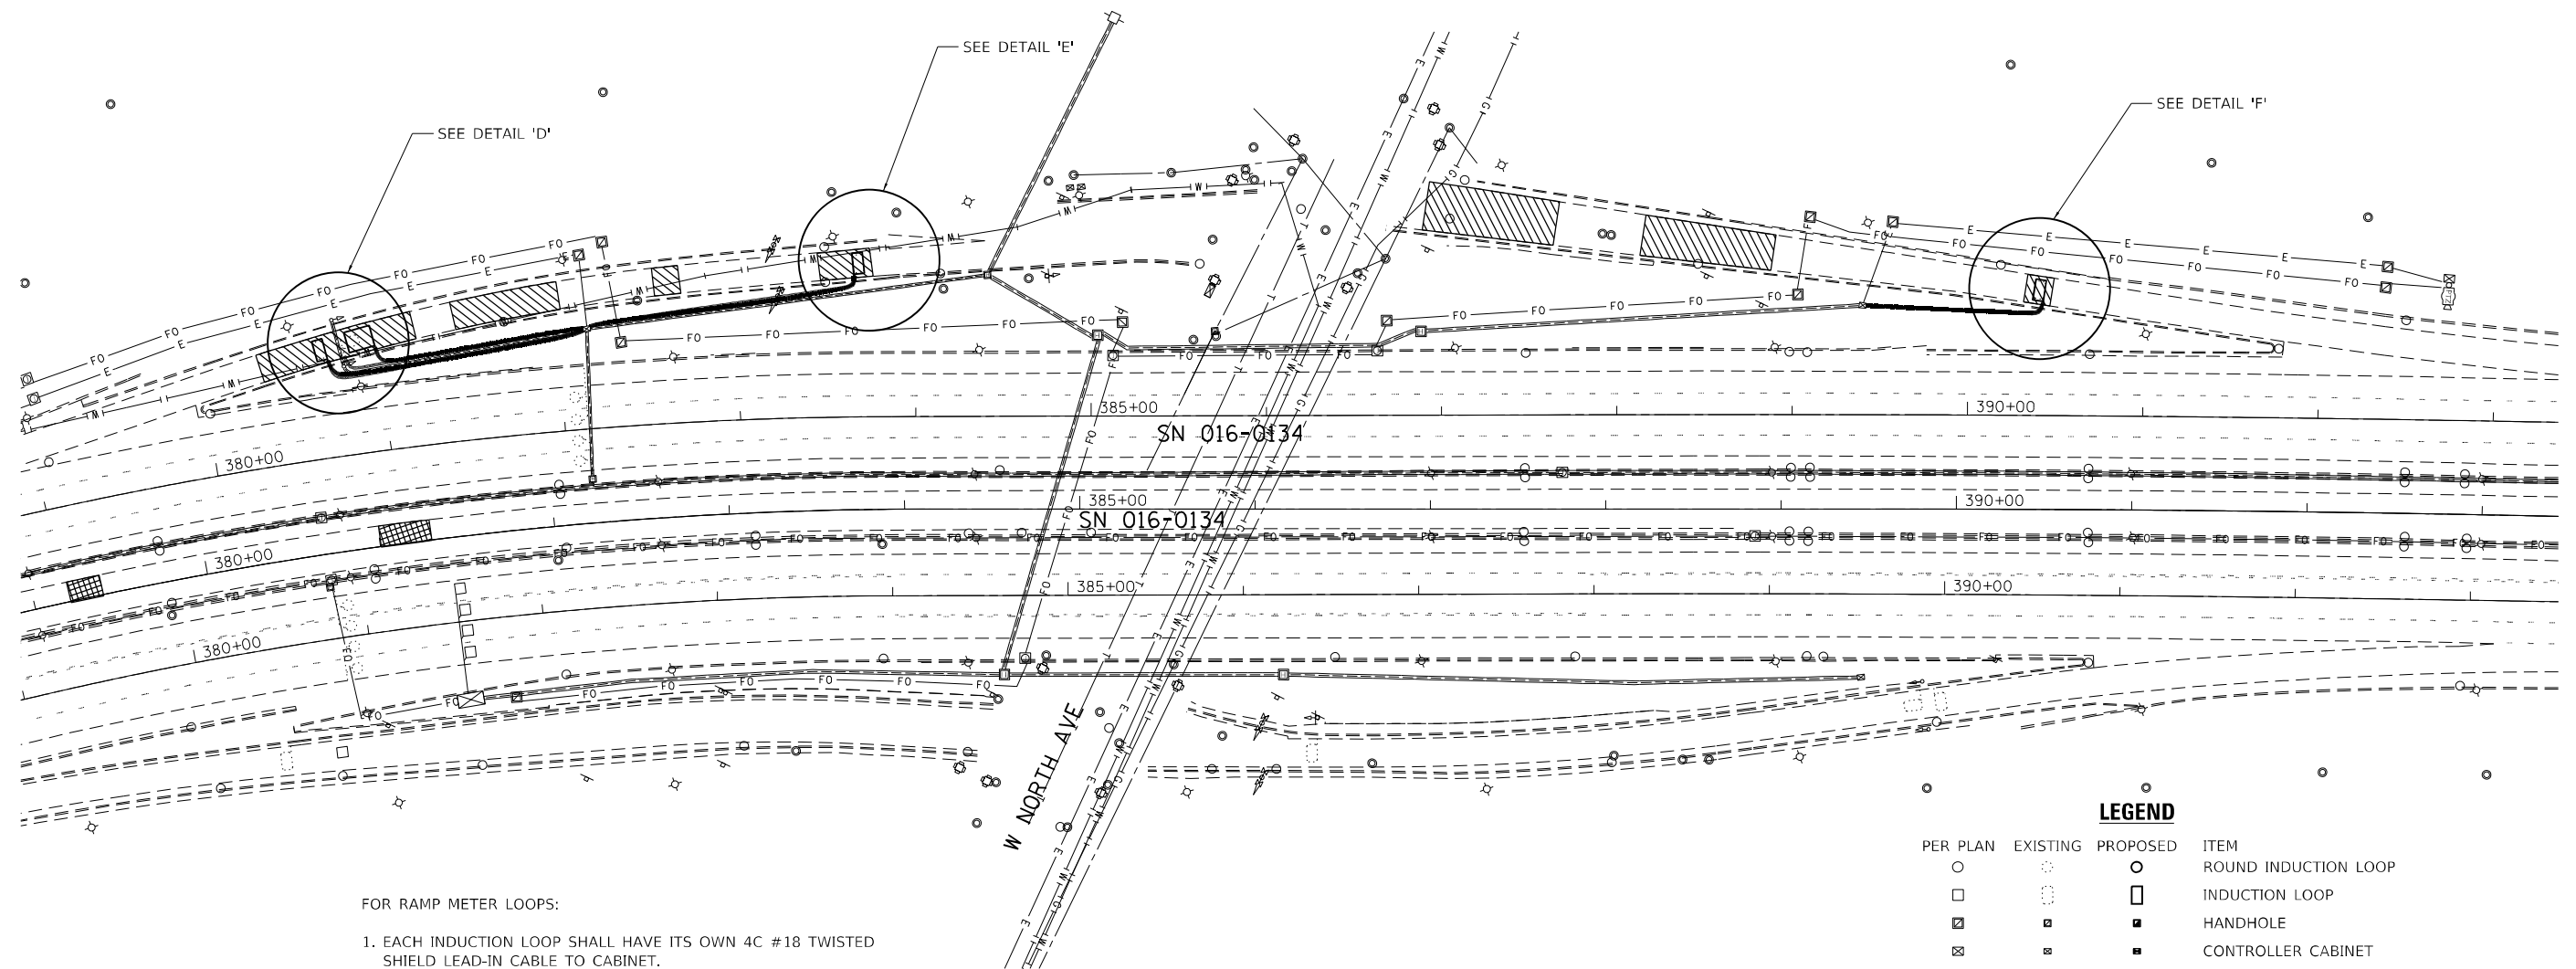 SEE DETAIL 'E'
SEE DETAIL 'D'
SEE DETAIL 'F'
385+00
390+00
SN 016-0134
380+00
385+00
390+00
SN 016-0134
380+00
385+00
390+00
380+00
W NORTH AVE
LEGEND
PER PLAN EXISTING PROPOSED ITEM
ROUND INDUCTION LOOP
INDUCTION LOOP
HANDHOLE
CONTROLLER CABINET
FOR RAMP METER LOOPS:
1. EACH INDUCTION LOOP SHALL HAVE ITS OWN 4C #18 TWISTED
SHIELD LEAD-IN CABLE TO CABINET.